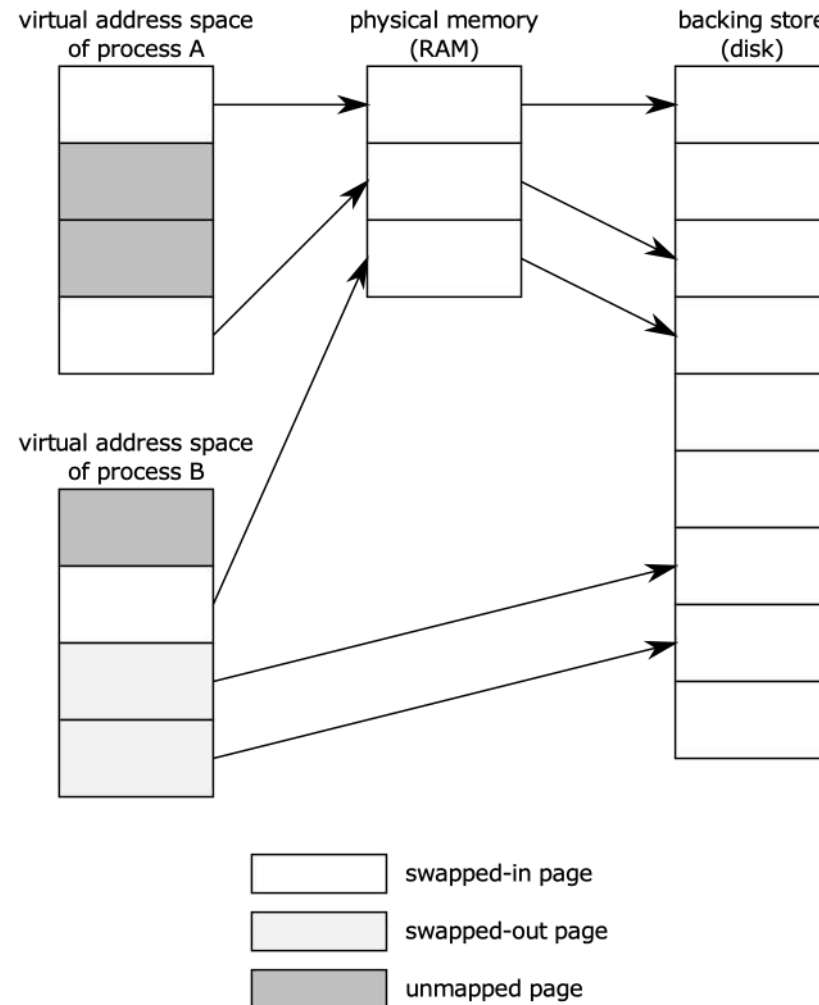 virtual address space
of process A
physical memory
(RAM)
backing store
(disk)
virtual address space
of process B
swapped-in page
swapped-out page
unmapped page